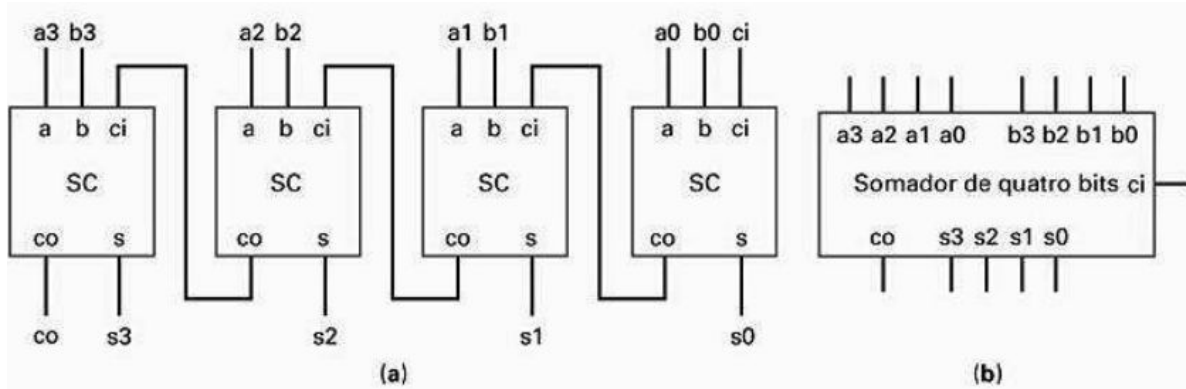 a3 b3 a2 b2 a1 b1 a0 b0 ci
a b ci a b ci a b ci a b ci
SC SC SC SC
co s co s co s co s
co s3 s2 s1 s0
(a)
a3 a2 a1 a0 b3 b2 b1 b0
Somador de quatro bits ci
co s3 s2 s1 s0
(b)